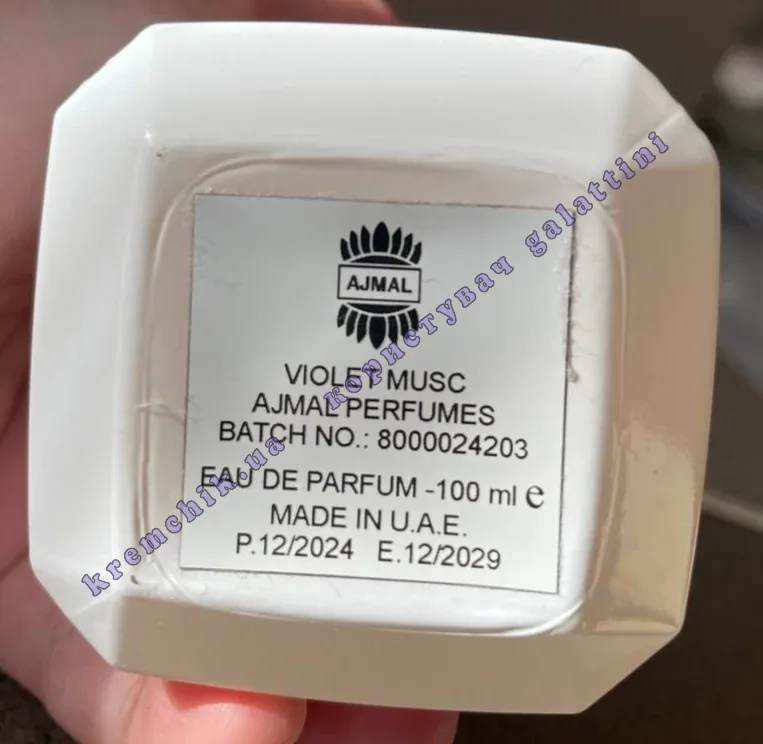 AJMAL
VIOLET MUSC
AJMAL PERFUMES
BATCH NO.: 8000024203
EAU DE PARFUM -100 ml e
MADE IN U.A.E.
P.12/2024 E.12/2029
kremchik.ua користувач galattini